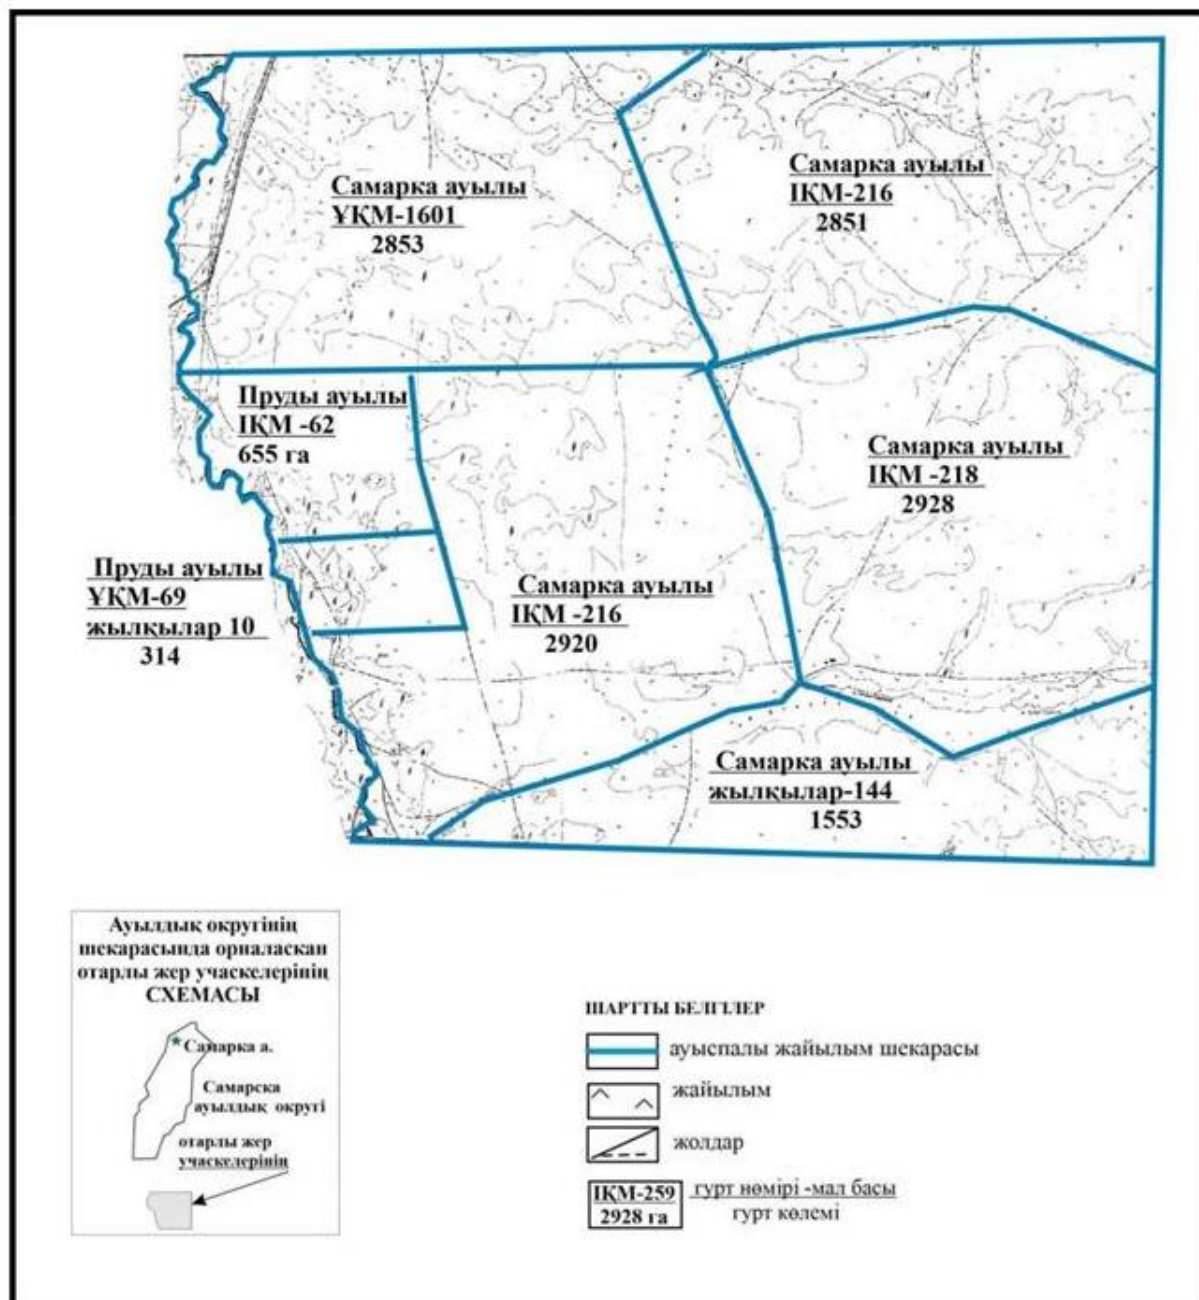 Самарка ауылы
ҰҚМ-1601
2853
Самарка ауылы
ІҚМ-216
2851
Пруды ауылы
ІҚМ -62
655 га
Самарка ауылы
ІҚМ -218
2928
Пруды ауылы
ҰҚМ-69
жылқылар 10
314
Самарка ауылы
ІҚМ -216
2920
Самарка ауылы
жылқылар-144
1553
Ауылдық округінің
шекарасында орналаскан
отарлы жер учаскелерінің
СХЕМАСЫ
Самарка а.
Самарска
ауылдық округі
отарлы жер
учаскелерінің
ШАРТТЫ БЕЛГІЛЕР
ауыспалы жайылым шекарасы
жайылым
жолдар
ІҚМ-259
2928 га
гурт нөмірі -мал басы
гурт көлемі